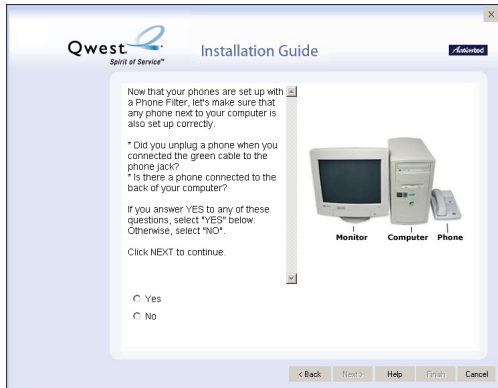 X
Qwest.
Spirit of Service™
Installation Guide
Actiontec
Now that your phones are set up with
a Phone Filter, let's make sure that
any phone next to your computer is
also set up correctly.
* Did you unplug a phone when you
connected the green cable to the
phone jack?
* Is there a phone connected to the
back of your computer?
If you answer YES to any of these
questions, select "YES" below.
Otherwise, select "NO".
Click NEXT to continue.
Monitor Computer Phone
Yes
No
< Back Next > Help Finish Cancel